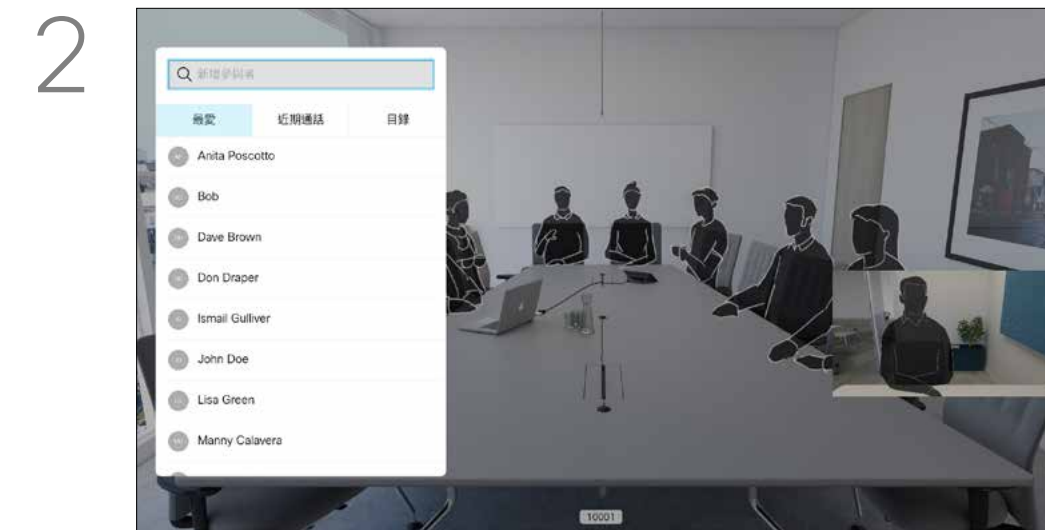 2
新增參與者
最愛 近期通話 目錄
Anita Poscotto
Bob
Dave Brown
Don Draper
Ismail Gulliver
John Doe
Lisa Green
Manny Calavera
10001